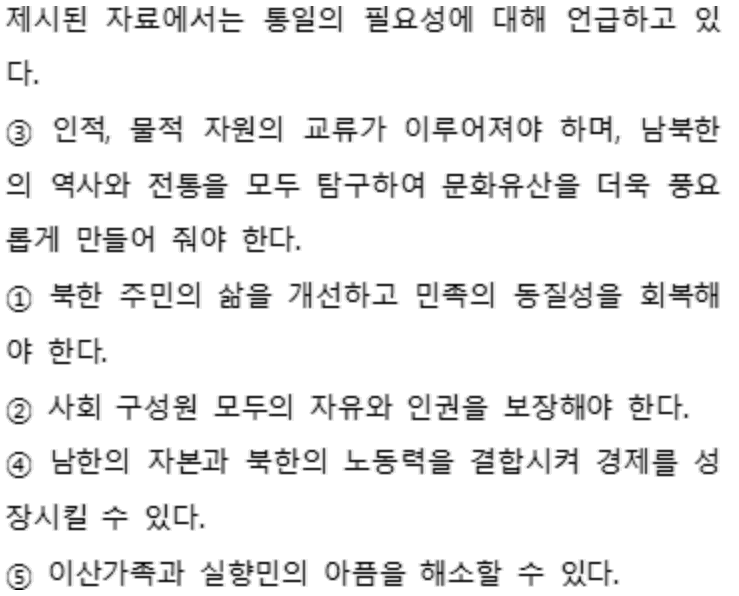 제시된 자료에서는 통일의 필요성에 대해 언급하고 있
다.
③ 인적, 물적 자원의 교류가 이루어져야 하며, 남북한
의 역사와 전통을 모두 탐구하여 문화유산을 더욱 풍요
롭게 만들어 줘야 한다.
① 북한 주민의 삶을 개선하고 민족의 동질성을 회복해
야 한다.
② 사회 구성원 모두의 자유와 인권을 보장해야 한다.
④ 남한의 자본과 북한의 노동력을 결합시켜 경제를 성
장시킬 수 있다.
⑤ 이산가족과 실향민의 아픔을 해소할 수 있다.